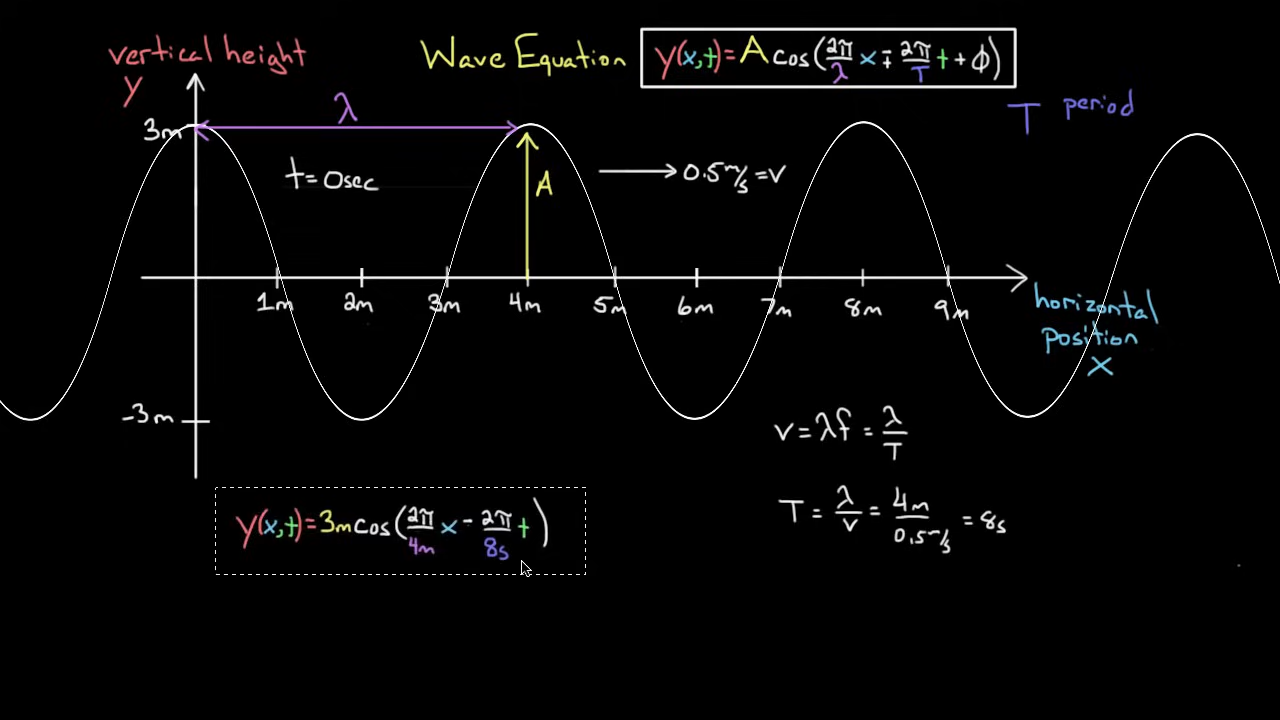 vertical height
Y
Wave Equation
Y(x,t)=Acos(2π/λ x ∓ 2π/T t + ϕ)
T period
λ
3m
t=0sec
A
0.5m/s=v
1m 2m 3m 4m 5m 6m 7m 8m 9m
horizontal
position
x
-3m
v=λf=λ/T
T=λ/v=4m/0.5m/s=8s
Y(x,t)=3mcos(2π/4m x - 2π/8s t )